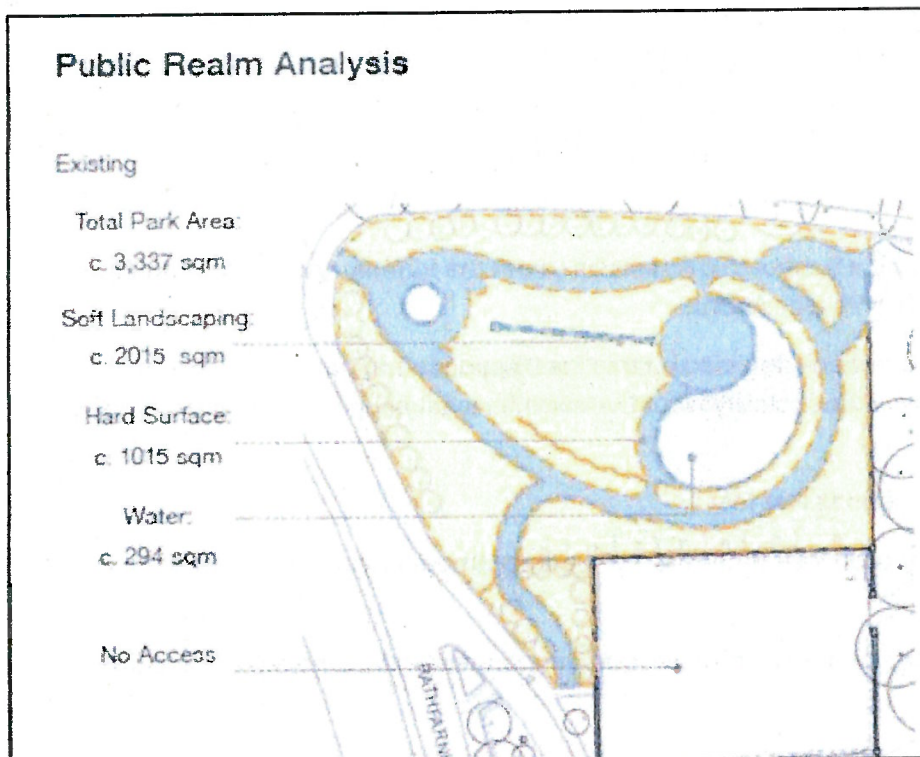 Public Realm Analysis
Existing
Total Park Area:
c. 3,337 sqm
Soft Landscaping:
c. 2015 sqm
Hard Surface:
c. 1015 sqm
Water:
c. 294 sqm
No Access